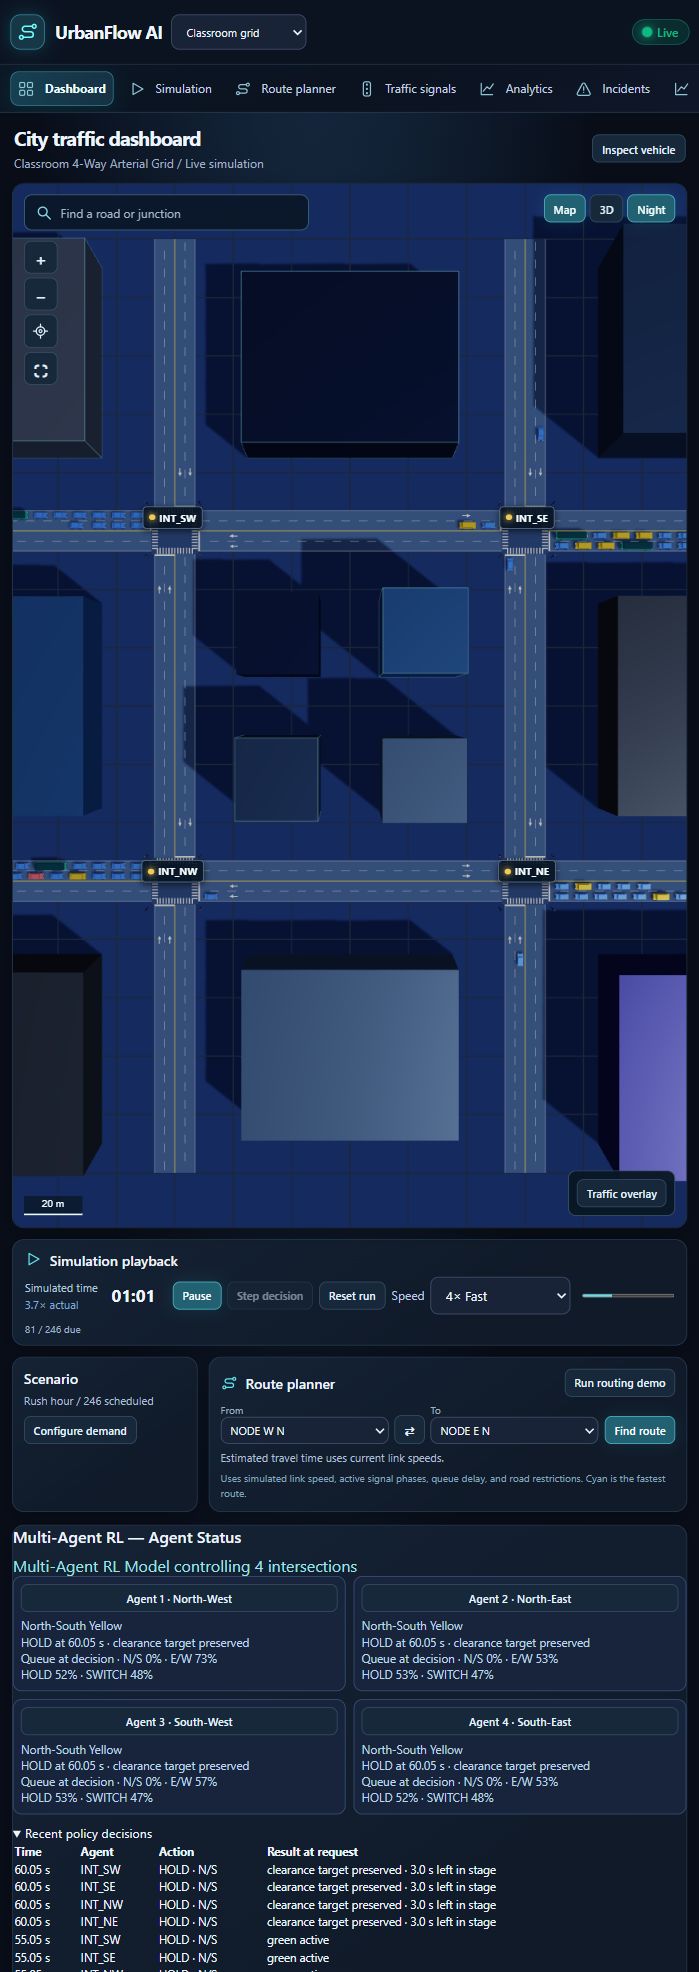 UrbanFlow AI
Classroom grid
Live
Dashboard
Simulation
Route planner
Traffic signals
Analytics
Incidents
City traffic dashboard
Classroom 4-Way Arterial Grid / Live simulation
Inspect vehicle
Find a road or junction
Map
3D
Night
+
−
INT_SW
INT_SE
INT_NW
INT_NE
20 m
Traffic overlay
Simulation playback
Simulated time
3.7× actual
01:01
Pause
Step decision
Reset run
Speed
4× Fast
81 / 246 due
Scenario
Rush hour / 246 scheduled
Configure demand
Route planner
Run routing demo
From
NODE W N
⇄
To
NODE E N
Find route
Estimated travel time uses current link speeds.
Uses simulated link speed, active signal phases, queue delay, and road restrictions. Cyan is the fastest
route.
Multi-Agent RL — Agent Status
Multi-Agent RL Model controlling 4 intersections
Agent 1 · North-West
North-South Yellow
HOLD at 60.05 s · clearance target preserved
Queue at decision · N/S 0% · E/W 73%
HOLD 52% · SWITCH 48%
Agent 2 · North-East
North-South Yellow
HOLD at 60.05 s · clearance target preserved
Queue at decision · N/S 0% · E/W 53%
HOLD 53% · SWITCH 47%
Agent 3 · South-West
North-South Yellow
HOLD at 60.05 s · clearance target preserved
Queue at decision · N/S 0% · E/W 57%
HOLD 53% · SWITCH 47%
Agent 4 · South-East
North-South Yellow
HOLD at 60.05 s · clearance target preserved
Queue at decision · N/S 0% · E/W 53%
HOLD 52% · SWITCH 48%
▼ Recent policy decisions
Time Agent Action Result at request
60.05 s INT_SW HOLD · N/S clearance target preserved · 3.0 s left in stage
60.05 s INT_SE HOLD · N/S clearance target preserved · 3.0 s left in stage
60.05 s INT_NW HOLD · N/S clearance target preserved · 3.0 s left in stage
60.05 s INT_NE HOLD · N/S clearance target preserved · 3.0 s left in stage
55.05 s INT_SW HOLD · N/S green active
55.05 s INT_SE HOLD · N/S green active